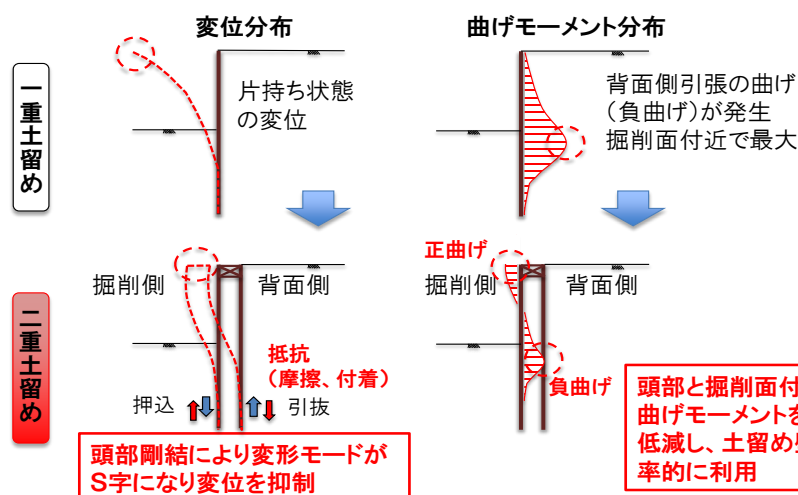 変位分布
曲げモーメント分布
一重土留め
片持ち状態
の変位
背面側引張の曲げ
（負曲げ）が発生
掘削面付近で最大
二重土留め
掘削側
背面側
抵抗
（摩擦、付着）
押込
引抜
頭部剛結により変形モードが
S字になり変位を抑制
正曲げ
掘削側
背面側
負曲げ
頭部と掘削面付
曲げモーメントを
低減し、土留め
率的に利用